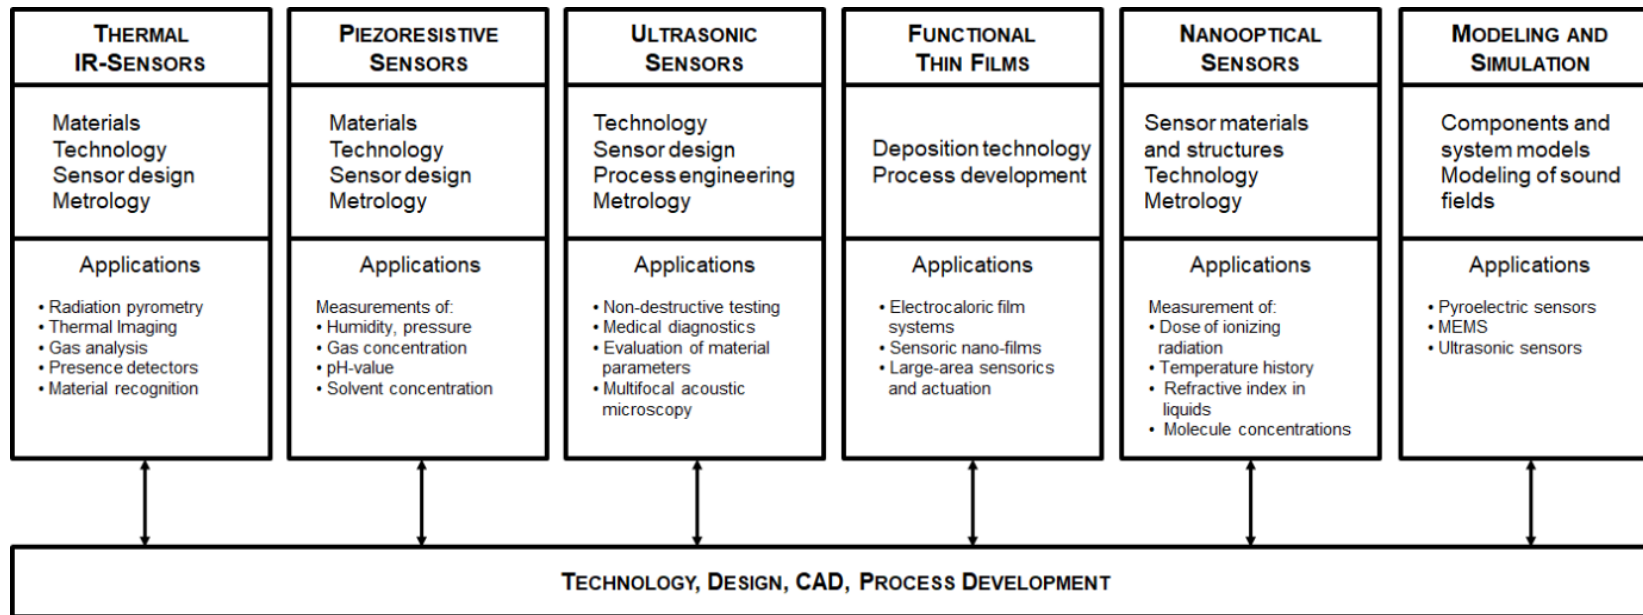 THERMAL
IR-SENSORS
Materials
Technology
Sensor design
Metrology
Applications
• Radiation pyrometry
• Thermal Imaging
• Gas analysis
• Presence detectors
• Material recognition
PIEZORESISTIVE
SENSORS
Materials
Technology
Sensor design
Metrology
Applications
Measurements of:
• Humidity, pressure
• Gas concentration
• pH-value
• Solvent concentration
ULTRASONIC
SENSORS
Technology
Sensor design
Process engineering
Metrology
Applications
• Non-destructive testing
• Medical diagnostics
• Evaluation of material
parameters
• Multifocal acoustic
microscopy
FUNCTIONAL
THIN FILMS
Deposition technology
Process development
Applications
• Electrocaloric film
systems
• Sensoric nano-films
• Large-area sensorics
and actuation
NANOOPTICAL
SENSORS
Sensor materials
and structures
Technology
Metrology
Applications
Measurement of:
• Dose of ionizing
radiation
• Temperature history
• Refractive index in
liquids
• Molecule concentrations
MODELING AND
SIMULATION
Components and
system models
Modeling of sound
fields
Applications
• Pyroelectric sensors
• MEMS
• Ultrasonic sensors
TECHNOLOGY, DESIGN, CAD, PROCESS DEVELOPMENT